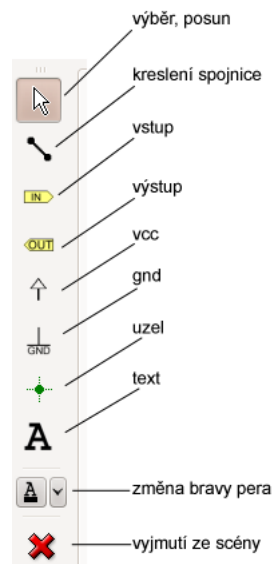 výběr, posun
kreslení spojnice
vstup
IN
výstup
OUT
vcc
gnd
GND
uzel
text
A
A
změna bravy pera
vyjmutí ze scény